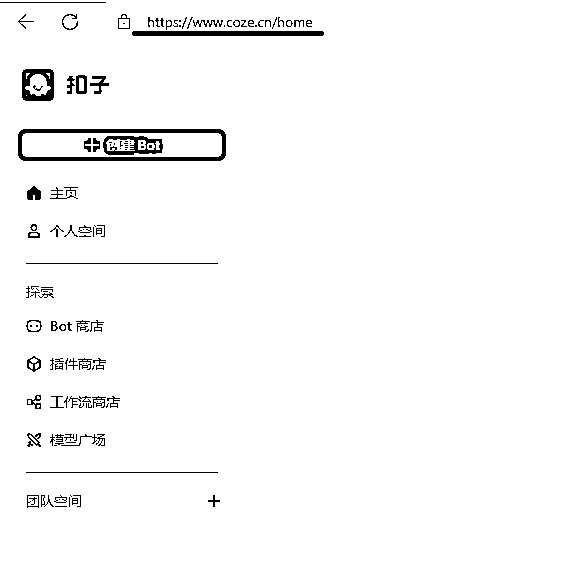 https://www.coze.cn/home
扣子
创建 Bot
主页
个人空间
探索
Bot 商店
插件商店
工作流商店
模型广场
团队空间